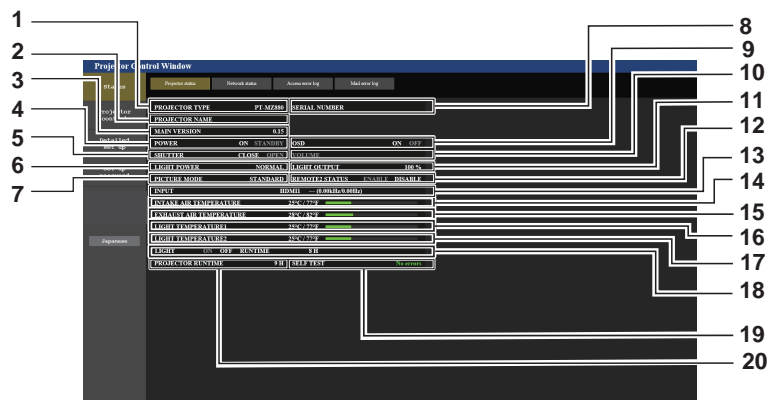 1
2
3
4
5
6
7
8
9
10
11
12
13
14
15
16
17
18
19
20
Control Window
Status
Projector status Network status Access error log Mail error log
PROJECTOR TYPE PT-MZ880 SERIAL NUMBER
PROJECTOR NAME
MAIN VERSION 0.15
POWER ON STANDBY OSD ON OFF
SHUTTER CLOSE OPEN VOLUME
LIGHT POWER NORMAL LIGHT OUTPUT 100 %
PICTURE MODE STANDARD REMOTE2 STATUS ENABLE DISABLE
INPUT HDMI1 --- (0.00kHz/0.00Hz)
INTAKE AIR TEMPERATURE 25°C / 77°F
EXHAUST AIR TEMPERATURE 28°C / 82°F
LIGHT TEMPERATURE1 25°C / 77°F
LIGHT TEMPERATURE2 25°C / 77°F
LIGHT ON OFF RUNTIME 8 H
PROJECTOR RUNTIME 9 H SELF TEST No errors
Japanese